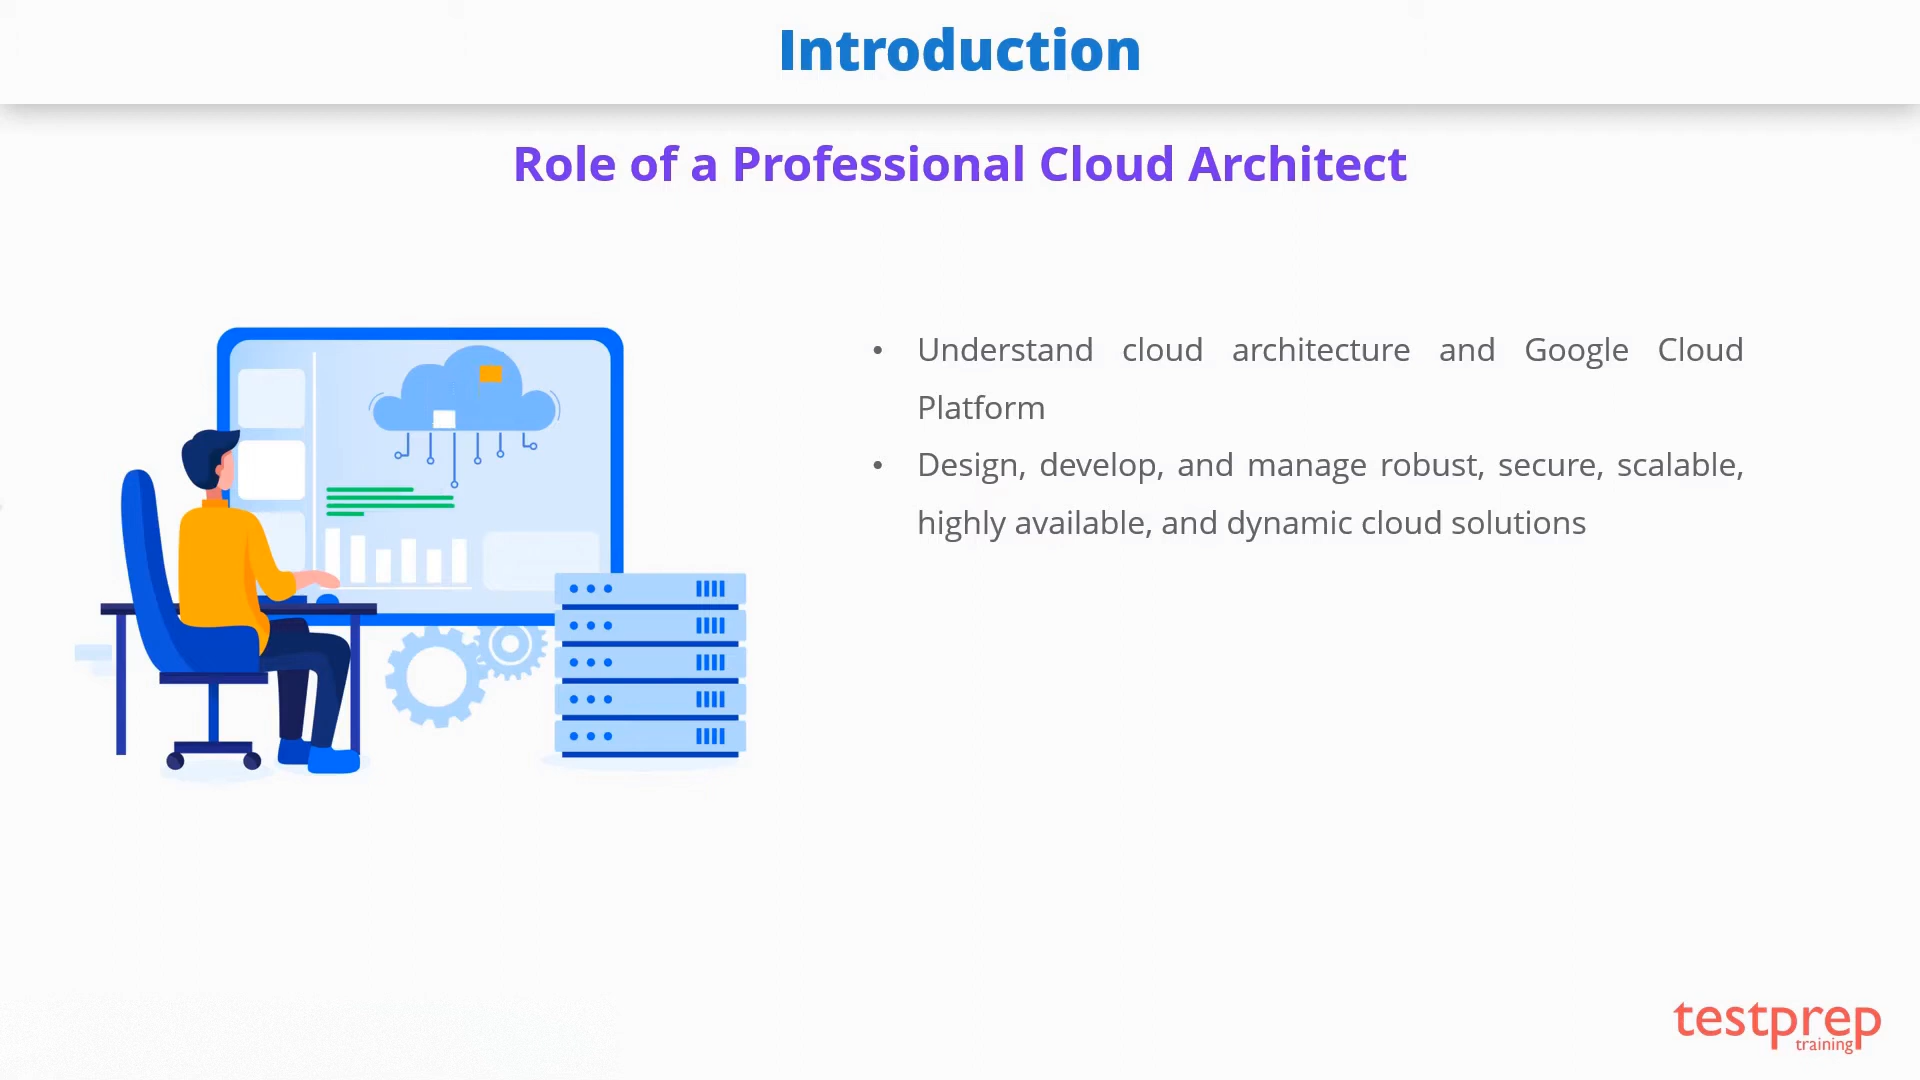 Introduction
Role of a Professional Cloud Architect
• Understand cloud architecture and Google Cloud
Platform
• Design, develop, and manage robust, secure, scalable,
highly available, and dynamic cloud solutions
testprep
training